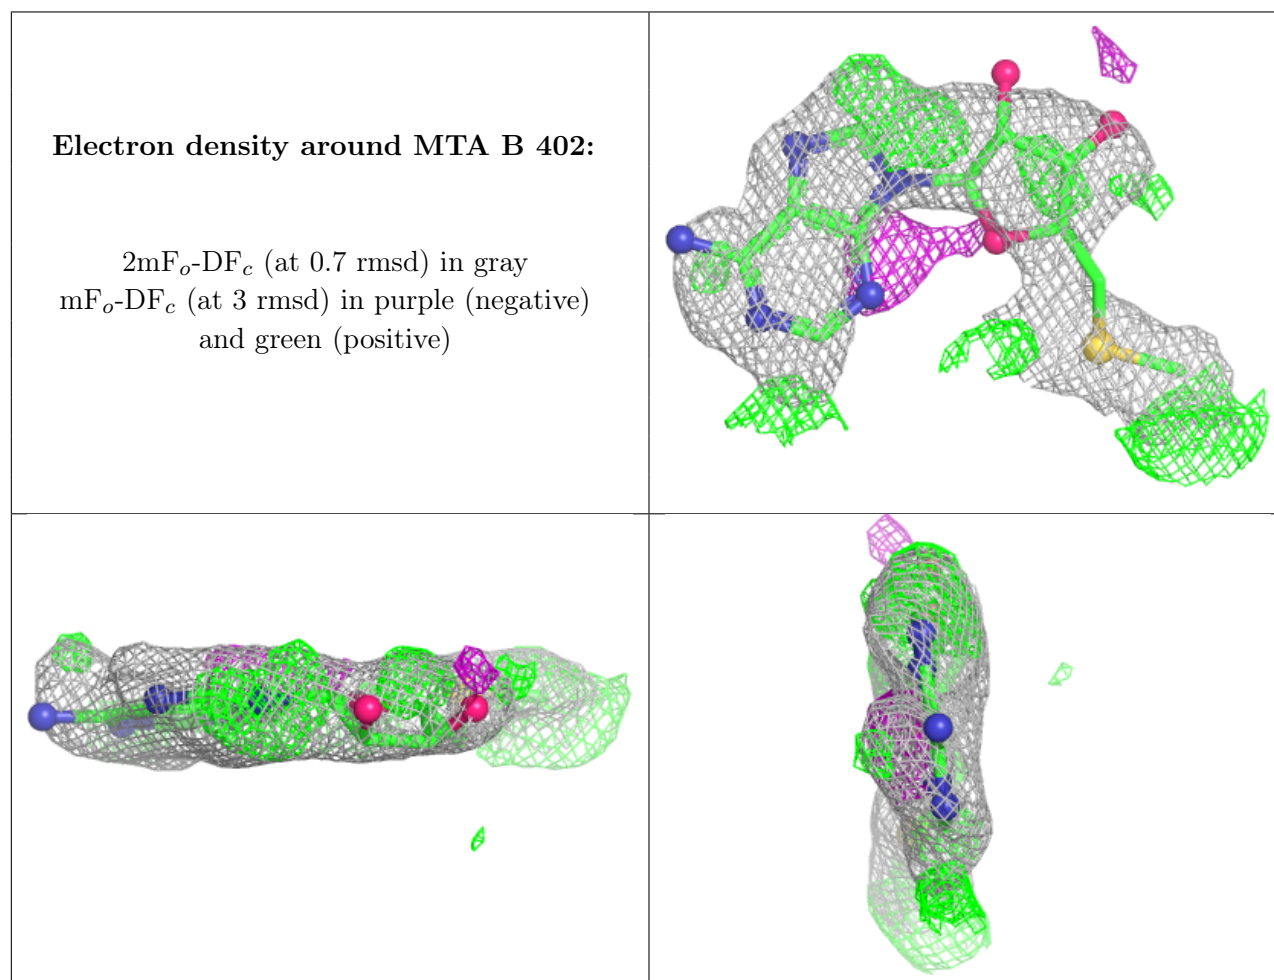 Electron density around MTA B 402:
2mFo-DFc (at 0.7 rmsd) in gray
mFo-DFc (at 3 rmsd) in purple (negative)
and green (positive)